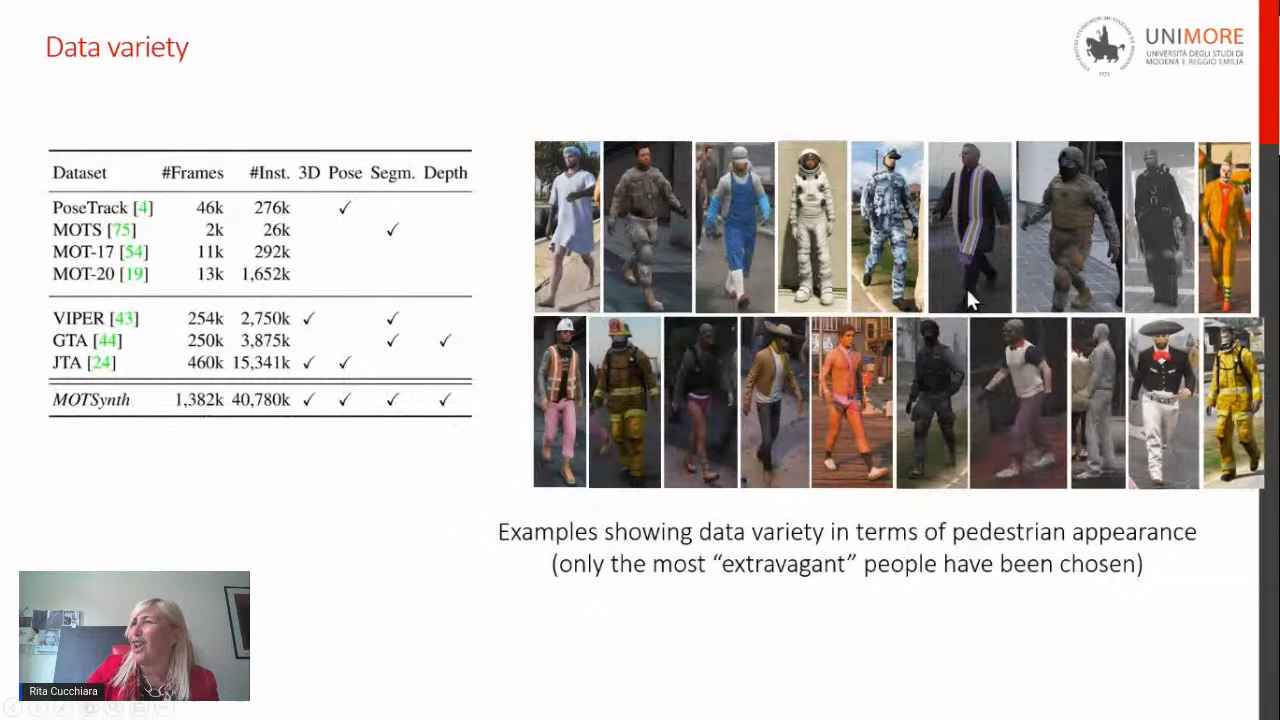 Data variety
UNIMORE
UNIVERSITÀ DEGLI STUDI DI
MODENA E REGGIO EMILIA
1175
Dataset #Frames #Inst. 3D Pose Segm. Depth
PoseTrack [4] 46k 276k ✓
MOTS [75] 2k 26k ✓
MOT-17 [54] 11k 292k
MOT-20 [19] 13k 1,652k
VIPER [43] 254k 2,750k ✓ ✓
GTA [44] 250k 3,875k ✓ ✓
JTA [24] 460k 15,341k ✓ ✓
MOTSynth 1,382k 40,780k ✓ ✓ ✓ ✓
Examples showing data variety in terms of pedestrian appearance
(only the most “extravagant” people have been chosen)
Rita Cucchiara